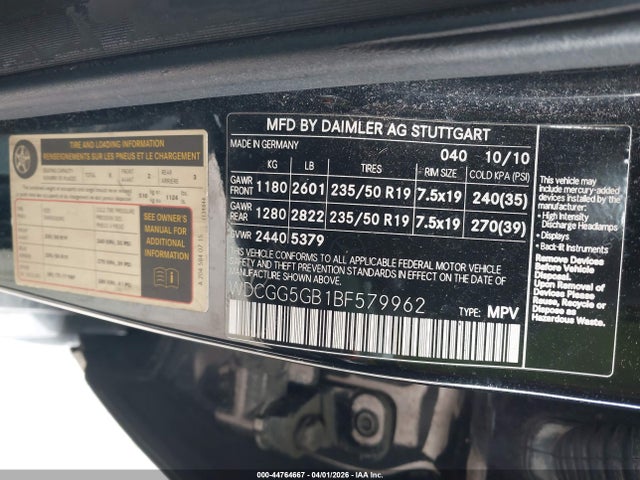 TIRE AND LOADING INFORMATION
RENSEIGNEMENTS SUR LES PNEUS ET LE CHARGEMENT
SEE OWNER'S
MANUAL FOR
ADDITIONAL
INFORMATION
A 204 584 07 15
MFD BY DAIMLER AG STUTTGART
MADE IN GERMANY
040 10/10
KG LB TIRES RIM SIZE COLD KPA (PSI)
GAWR FRONT 1180 2601 235/50 R19 7.5x19 240(35)
GAWR REAR 1280 2822 235/50 R19 7.5x19 270(39)
GVWR 2440 5379
THIS VEHICLE CONFORMS TO ALL APPLICABLE FEDERAL MOTOR VEHICLE
SAFETY AND THEFT PREVENTION STANDARDS IN EFFECT
ON THE DATE OF MANUFACTURE SHOWN ABOVE.
WDCGG5GB1BF579962
TYPE: MPV
This vehicle may
include mercury-added
devices installed by the
manufacturer:
• High Intensity
Discharge Headlamps
• Displays
• Back-lit Instruments
Remove Devices
Before Vehicle
Disposal.
Upon Removal
of Devices
Please Reuse,
Recycle or
Dispose as
Hazardous Waste.
000-44764667 - 04/01/2026 - IAA Inc.